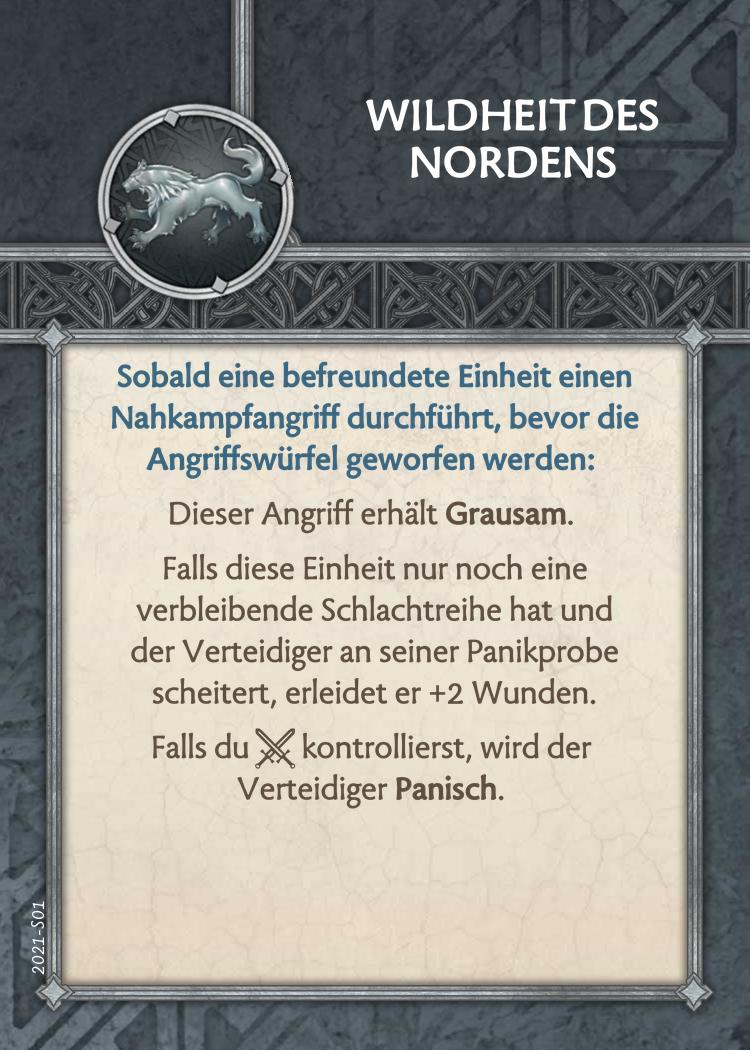 WILDHEIT DES
NORDENS
Sobald eine befreundete Einheit einen
Nahkampfangriff durchführt, bevor die
Angriffswürfel geworfen werden:
Dieser Angriff erhält Grausam.
Falls diese Einheit nur noch eine
verbleibende Schlachtreihe hat und
der Verteidiger an seiner Panikprobe
scheitert, erleidet er +2 Wunden.
Falls du kontrollierst, wird der
Verteidiger Panisch.
2021-S01